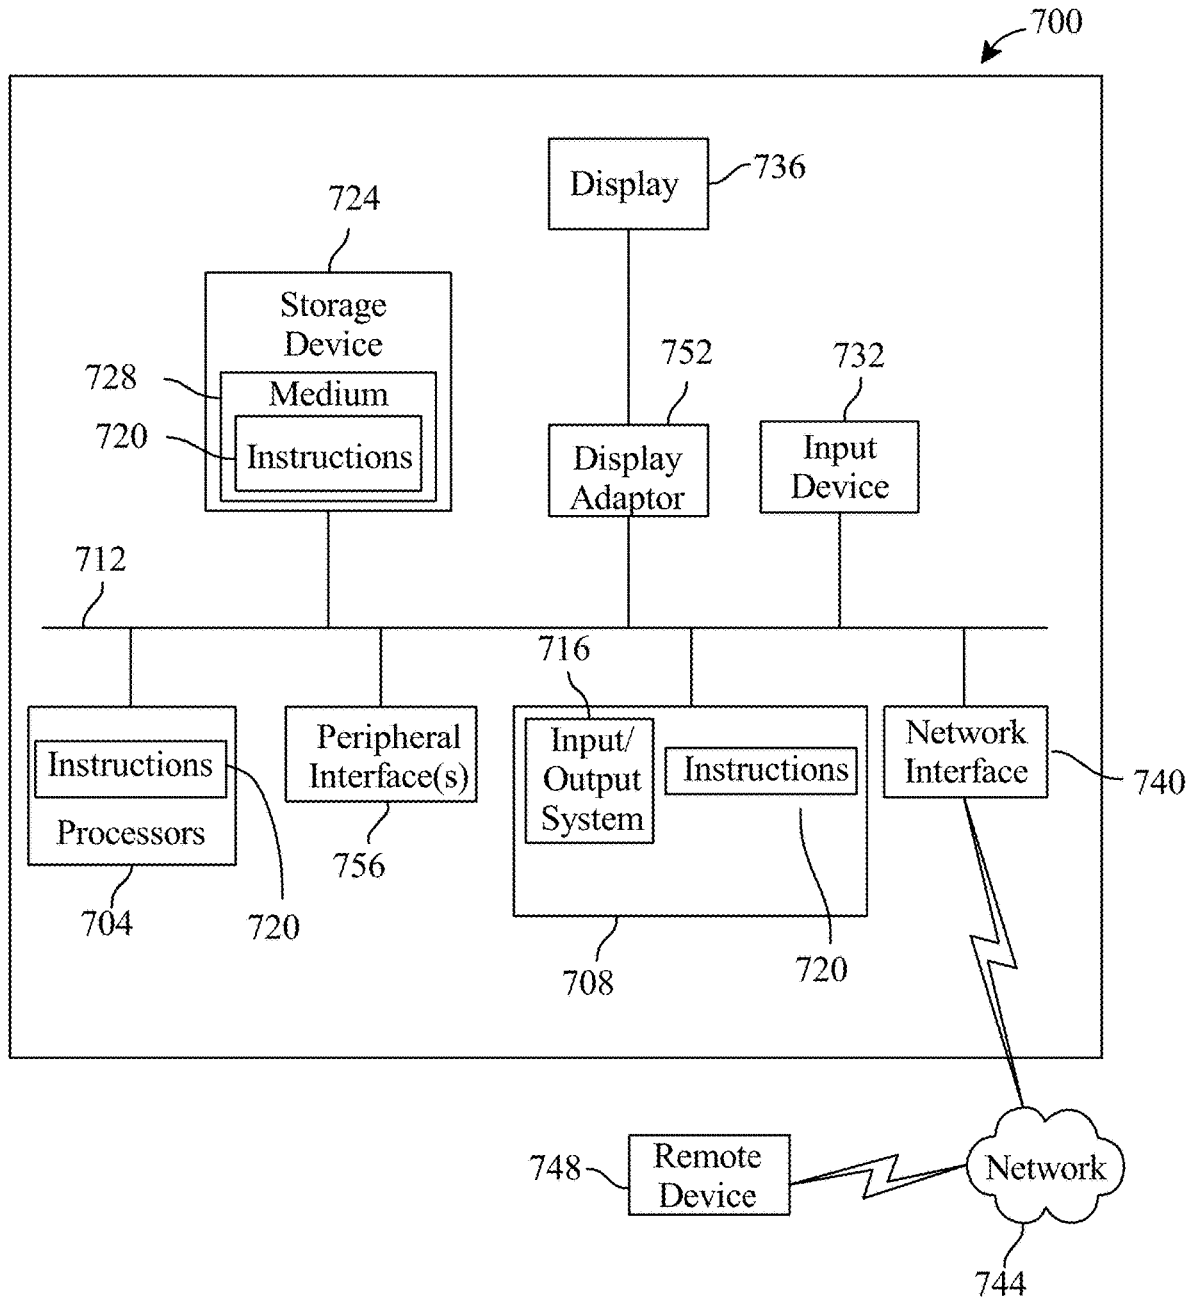 700
Display
736
724
Storage
Device
728
Medium
720
Instructions
752
732
Display
Adaptor
Input
Device
712
716
Instructions
Processors
704
720
Peripheral
Interface(s)
756
Input/
Output
System
Instructions
708
720
Network
Interface
740
748
Remote
Device
Network
744